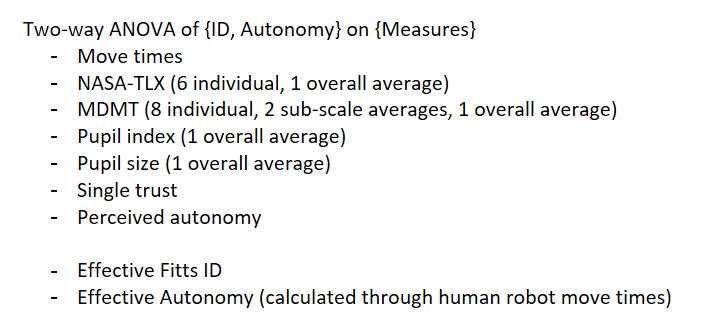 Two-way ANOVA of {ID, Autonomy} on {Measures}
- Move times
- NASA-TLX (6 individual, 1 overall average)
- MDMT (8 individual, 2 sub-scale averages, 1 overall average)
- Pupil index (1 overall average)
- Pupil size (1 overall average)
- Single trust
- Perceived autonomy
- Effective Fitts ID
- Effective Autonomy (calculated through human robot move times)